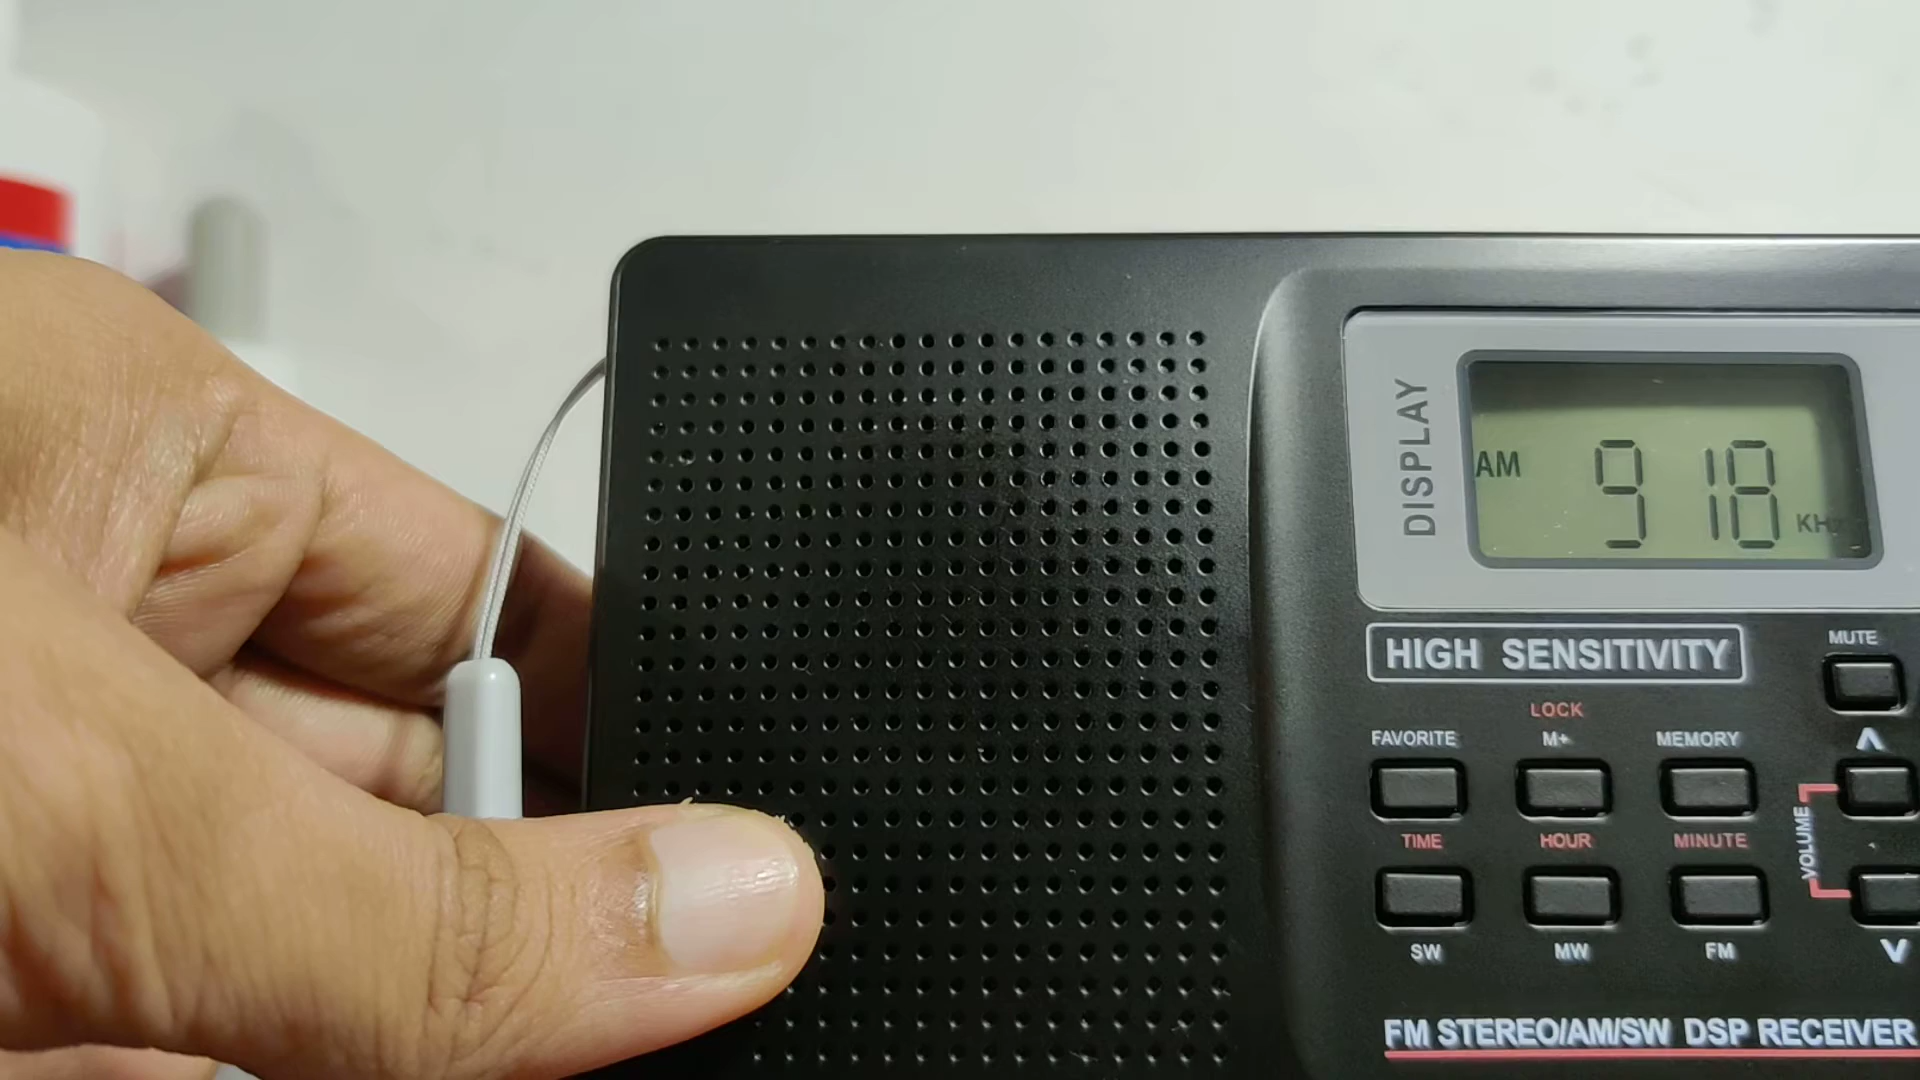 DISPLAY
AM 918 KHz
HIGH SENSITIVITY
MUTE
LOCK
FAVORITE M+ MEMORY
VOLUME
TIME HOUR MINUTE
SW MW FM
FM STEREO/AM/SW DSP RECEIVER